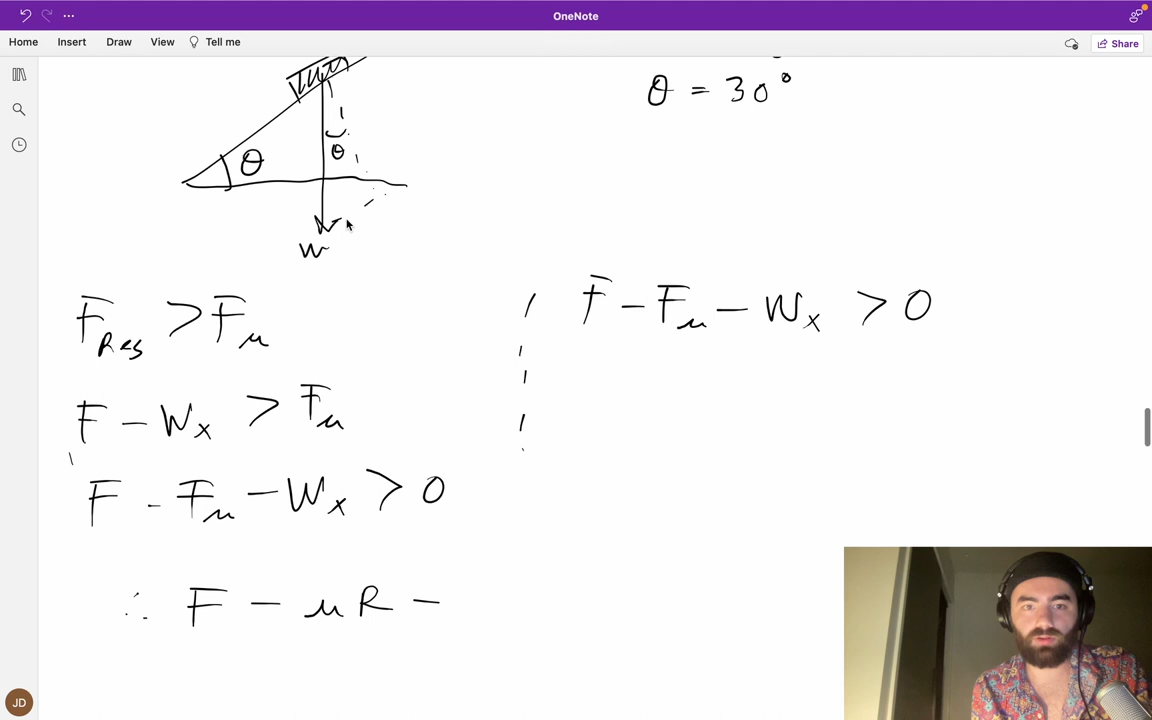 OneNote
Home Insert Draw View Tell me Share
θ = 30°
θ
θ
W
F_Res > F_μ
F - W_x > F_μ
F - F_μ - W_x > 0
∴ F - μR -
F - F_μ - W_x > 0
JD